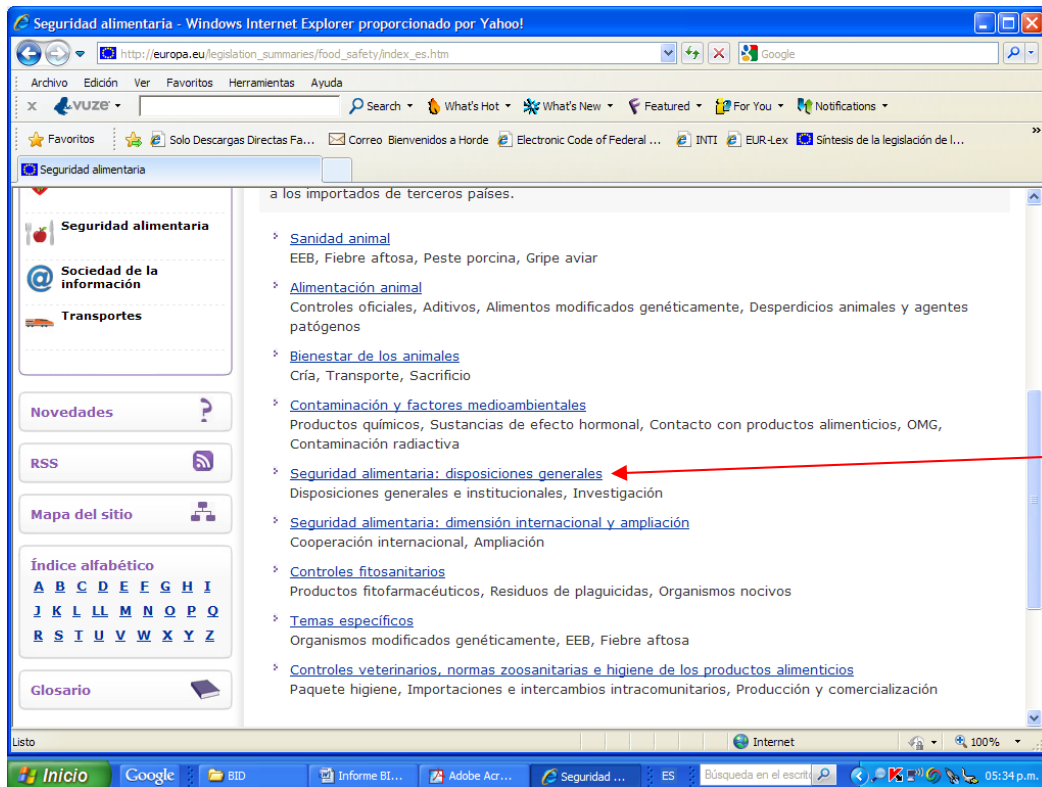 Seguridad alimentaria - Windows Internet Explorer proporcionado por Yahoo!
http://europa.eu/legislation_summaries/food_safety/index_es.htm
Google
Archivo Edición Ver Favoritos Herramientas Ayuda
x vuze Search What's Hot What's New Featured For You Notifications
Favoritos Solo Descargas Directas Fa... Correo Bienvenidos a Horde Electronic Code of Federal ... INTI EUR-Lex Síntesis de la legislación de l... »
Seguridad alimentaria
Seguridad alimentaria
Sociedad de la
información
Transportes
Novedades
RSS
Mapa del sitio
Índice alfabético
A B C D E F G H I
J K L LL M N O P Q
R S T U V W X Y Z
Glosario
a los importados de terceros países.
Sanidad animal
EEB, Fiebre aftosa, Peste porcina, Gripe aviar
Alimentación animal
Controles oficiales, Aditivos, Alimentos modificados genéticamente, Desperdicios animales y agentes
patógenos
Bienestar de los animales
Cría, Transporte, Sacrificio
Contaminación y factores medioambientales
Productos químicos, Sustancias de efecto hormonal, Contacto con productos alimenticios, OMG,
Contaminación radiactiva
Seguridad alimentaria: disposiciones generales
Disposiciones generales e institucionales, Investigación
Seguridad alimentaria: dimensión internacional y ampliación
Cooperación internacional, Ampliación
Controles fitosanitarios
Productos fitofarmacéuticos, Residuos de plaguicidas, Organismos nocivos
Temas específicos
Organismos modificados genéticamente, EEB, Fiebre aftosa
Controles veterinarios, normas zoosanitarias e higiene de los productos alimenticios
Paquete higiene, Importaciones e intercambios intracomunitarios, Producción y comercialización
Listo Internet 100%
Inicio Google BID Informe BI... Adobe Acr... Seguridad ... ES Búsqueda en el escrito 05:34 p.m.